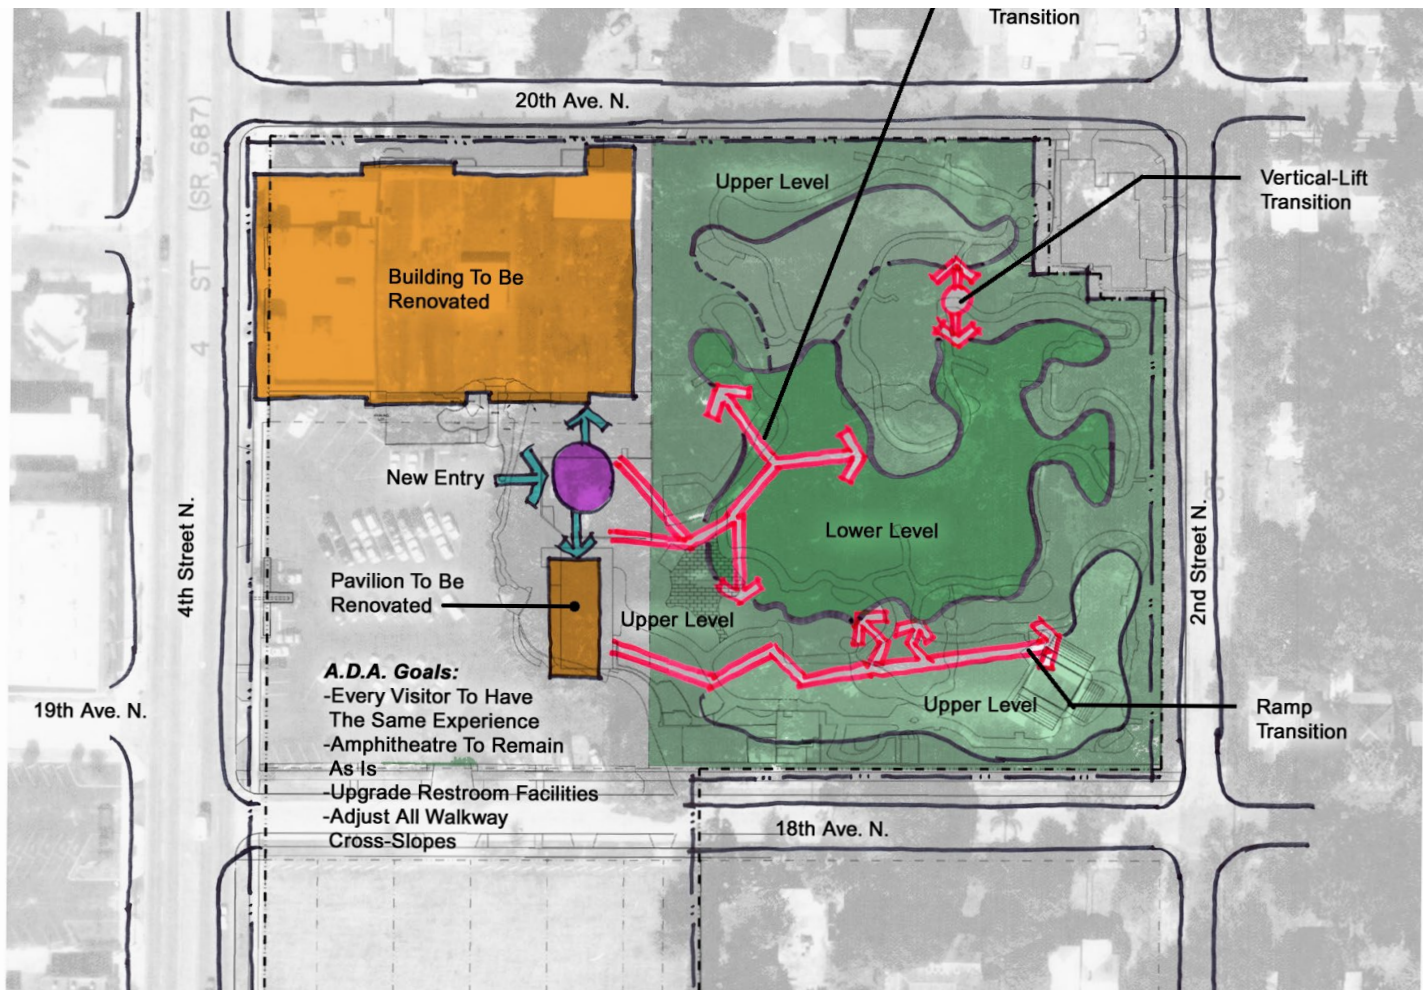 Transition
20th Ave. N.
4 ST (SR 687)
Upper Level
Vertical-Lift
Transition
Building To Be
Renovated
New Entry
Lower Level
4th Street N.
2nd Street N.
Pavilion To Be
Renovated
Upper Level
A.D.A. Goals:
-Every Visitor To Have
The Same Experience
-Amphitheatre To Remain
As Is
-Upgrade Restroom Facilities
-Adjust All Walkway
Cross-Slopes
Upper Level
Ramp
Transition
19th Ave. N.
18th Ave. N.